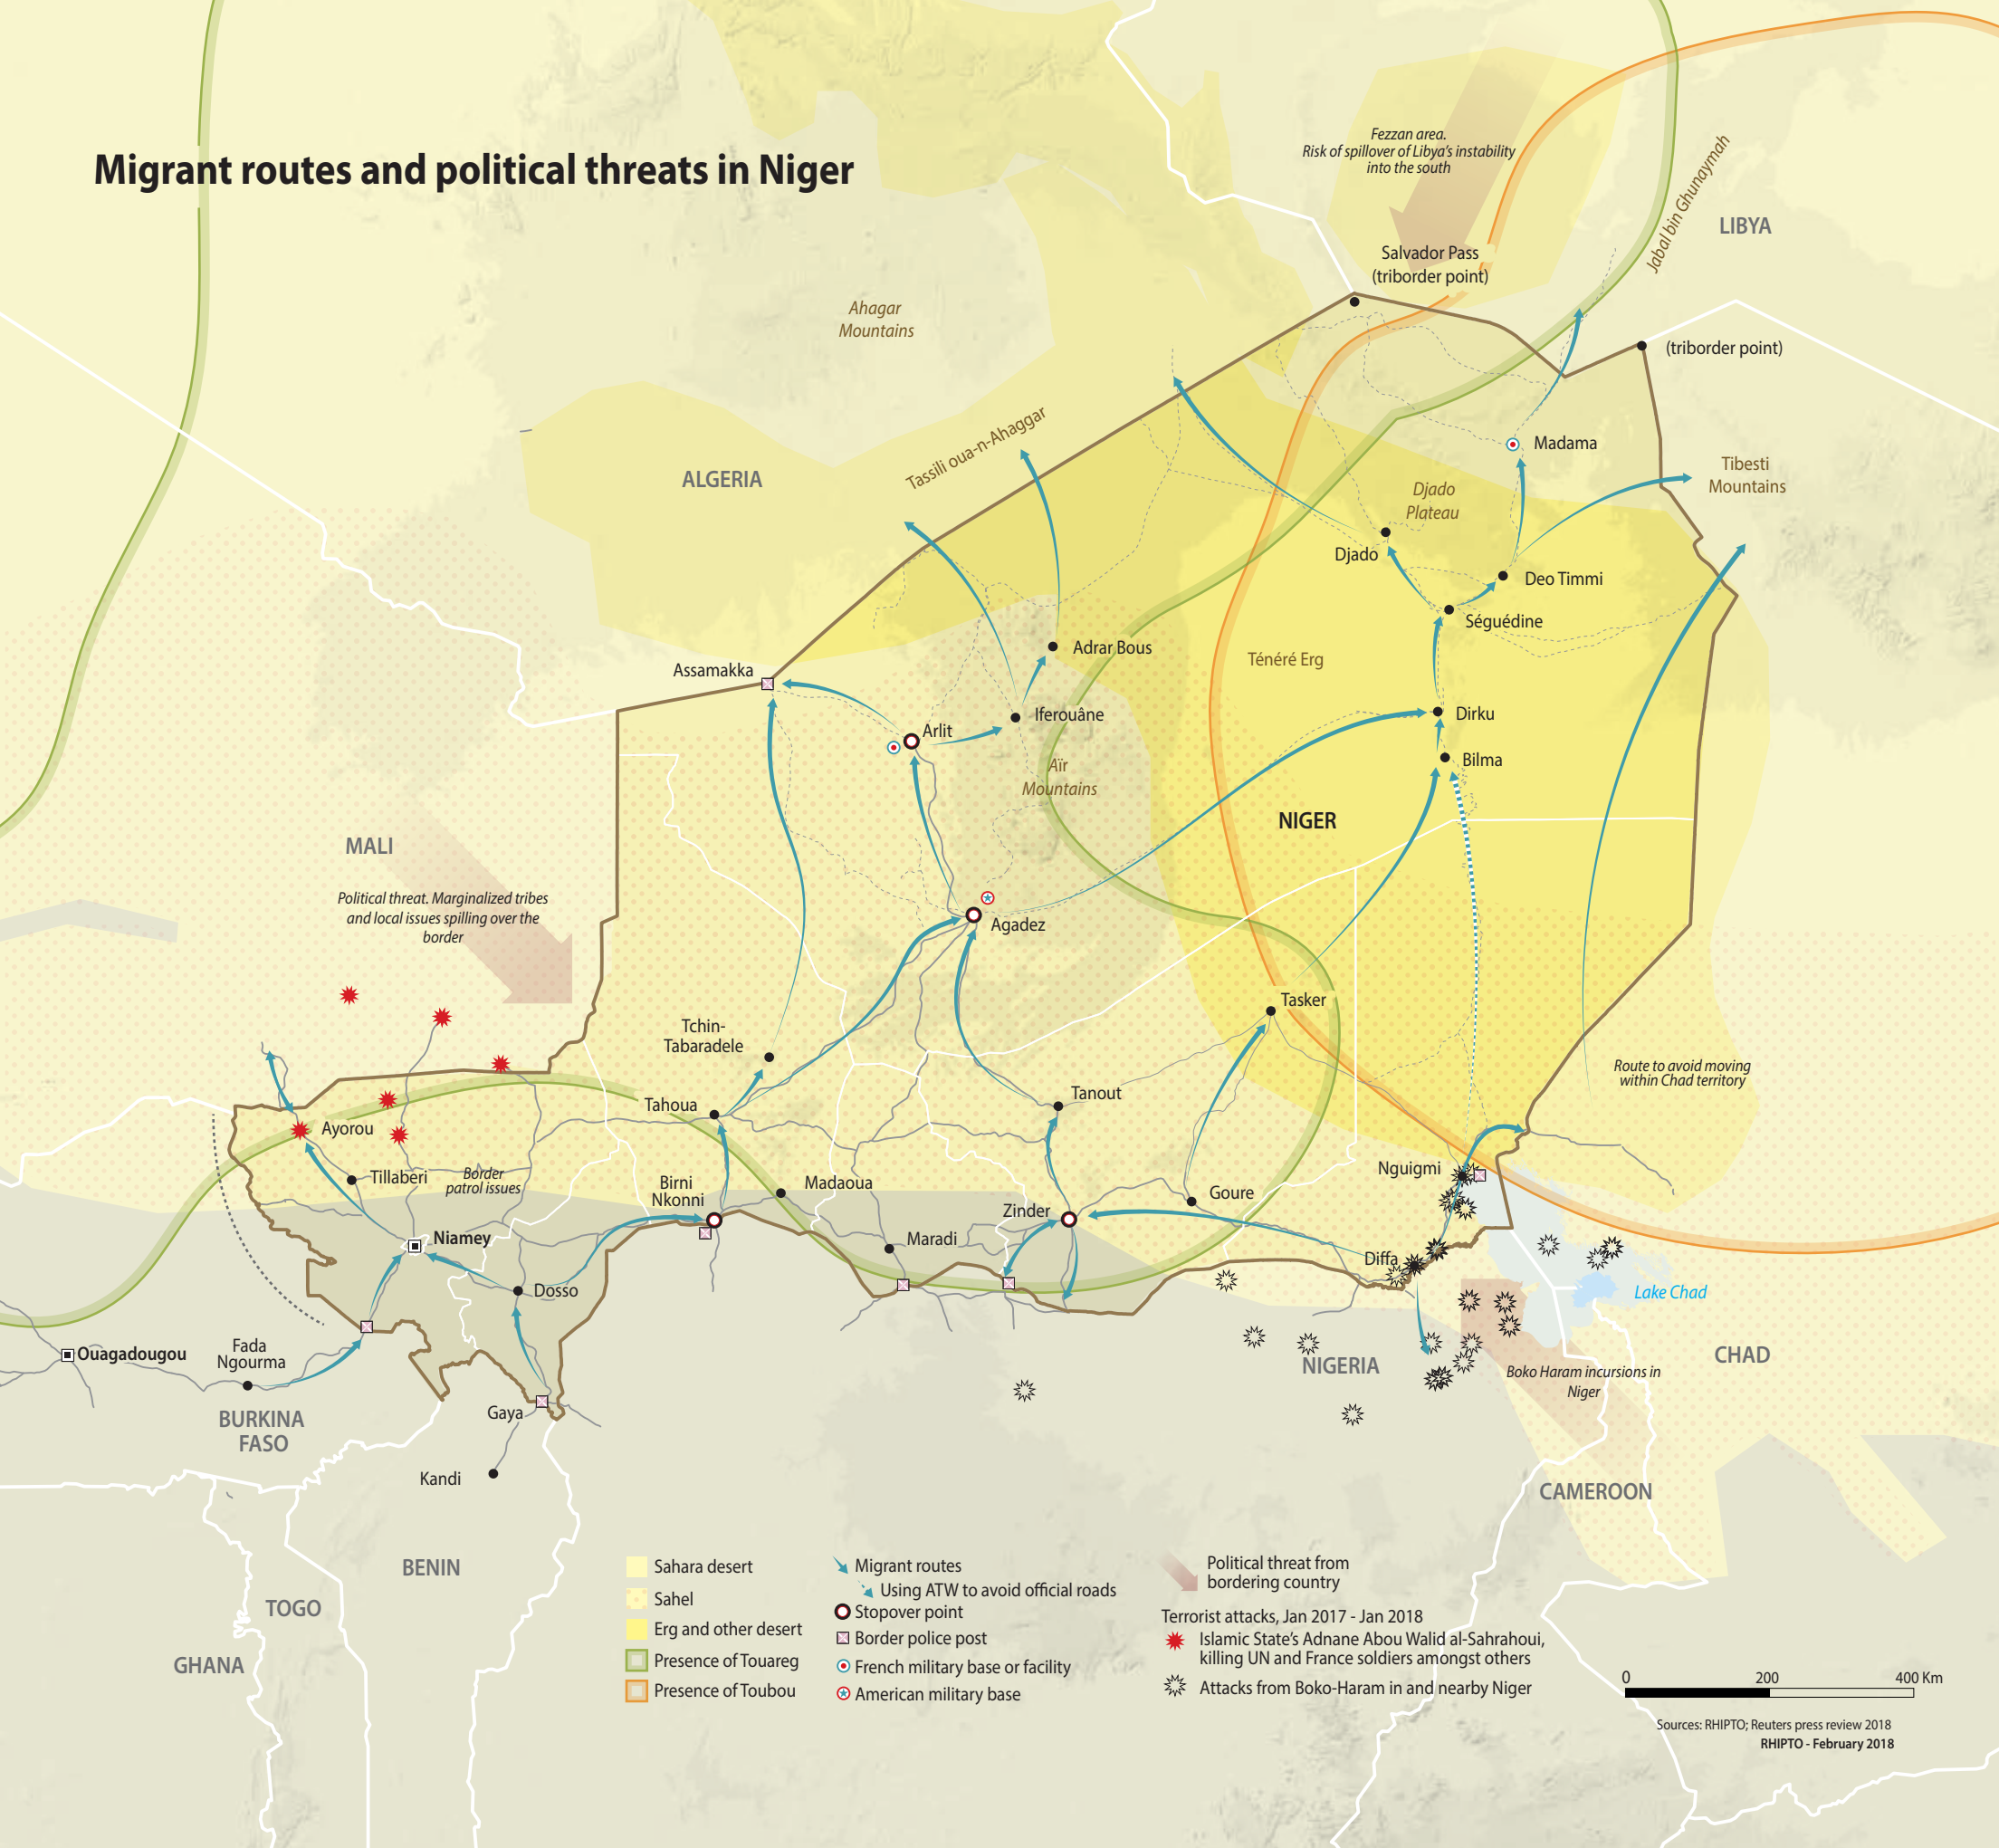 Migrant routes and political threats in Niger
Fezzan area.
Risk of spillover of Libya's instability
into the south
Jabal bin Ghunaymah
LIBYA
Salvador Pass
(triborder point)
Ahagar
Mountains
(triborder point)
Tassili oua-n-Ahaggar
ALGERIA
Madama
Tibesti
Mountains
Djado
Plateau
Djado
Deo Timmi
Séguédine
Adrar Bous
Ténéré Erg
Assamakka
Iferouâne
Arlit
Dirku
Bilma
Aïr
Mountains
NIGER
MALI
Political threat. Marginalized tribes
and local issues spilling over the
border
Agadez
Tasker
Tchin-
Tabaradele
Route to avoid moving
within Chad territory
Tanout
Tahoua
Ayorou
Tillaberi
Border
patrol issues
Nguigmi
Birni
Nkonni
Madaoua
Goure
Zinder
Niamey
Maradi
Diffa
Dosso
Lake Chad
Ouagadougou
Fada
Ngourma
NIGERIA
CHAD
Boko Haram incursions in
Niger
Gaya
BURKINA
FASO
Kandi
CAMEROON
BENIN
TOGO
GHANA
Sahara desert
Sahel
Erg and other desert
Presence of Touareg
Presence of Toubou
Migrant routes
Using ATW to avoid official roads
Stopover point
Border police post
French military base or facility
American military base
Political threat from
bordering country
Terrorist attacks, Jan 2017 - Jan 2018
Islamic State's Adnane Abou Walid al-Sahrahoui,
killing UN and France soldiers amongst others
Attacks from Boko-Haram in and nearby Niger
0 200 400 Km
Sources: RHIPTO; Reuters press review 2018
RHIPTO - February 2018